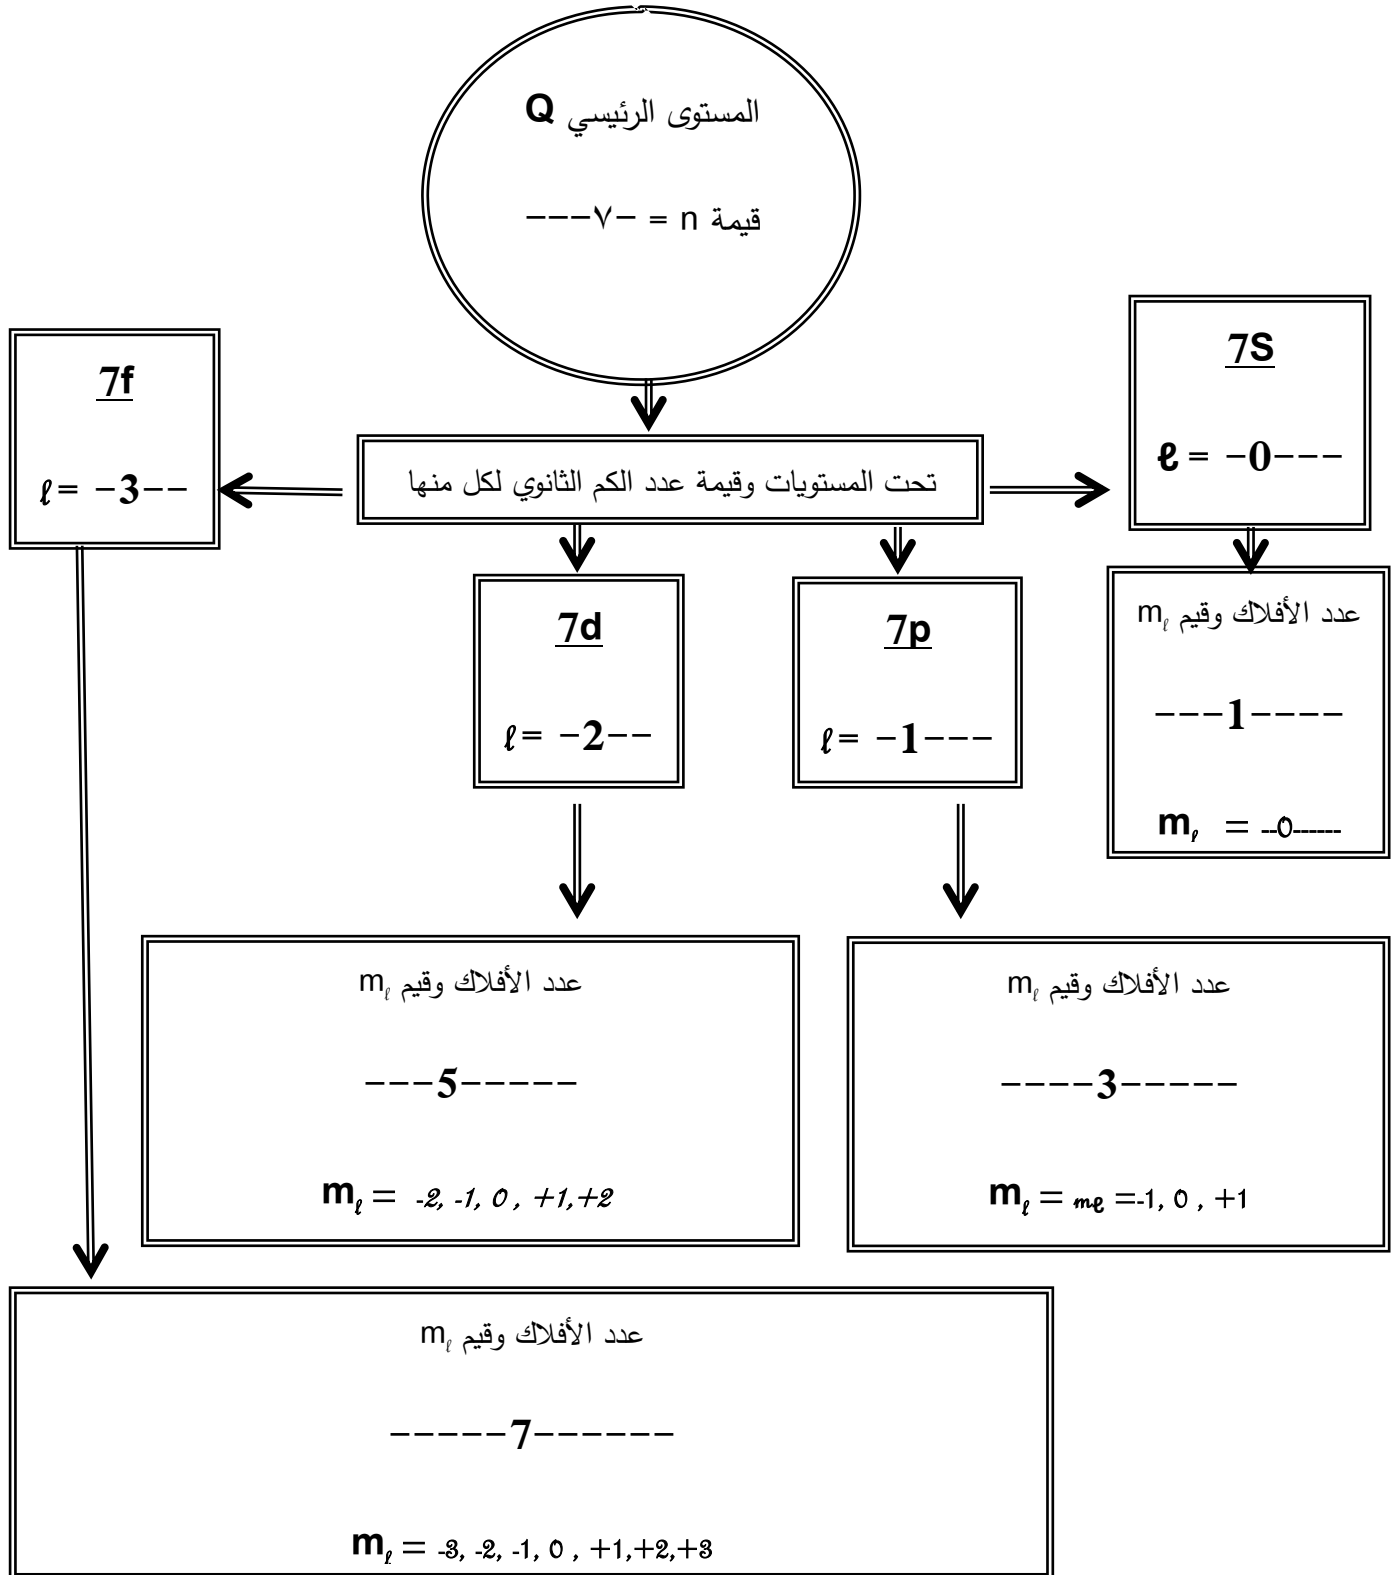 المستوى الرئيسي Q
قيمة n = -٧---
تحت المستويات وقيمة عدد الكم الثانوي لكل منها
7S
ℓ = -0---
عدد الأفلاك وقيم mℓ
---1----
mℓ = --0------
7p
ℓ = -1---
عدد الأفلاك وقيم mℓ
----3-----
mℓ = mℓ =-1, 0 , +1
7d
ℓ = -2--
عدد الأفلاك وقيم mℓ
---5-----
mℓ = -2, -1, 0 , +1,+2
7f
ℓ = -3--
عدد الأفلاك وقيم mℓ
-----7------
mℓ = -3, -2, -1, 0 , +1,+2,+3